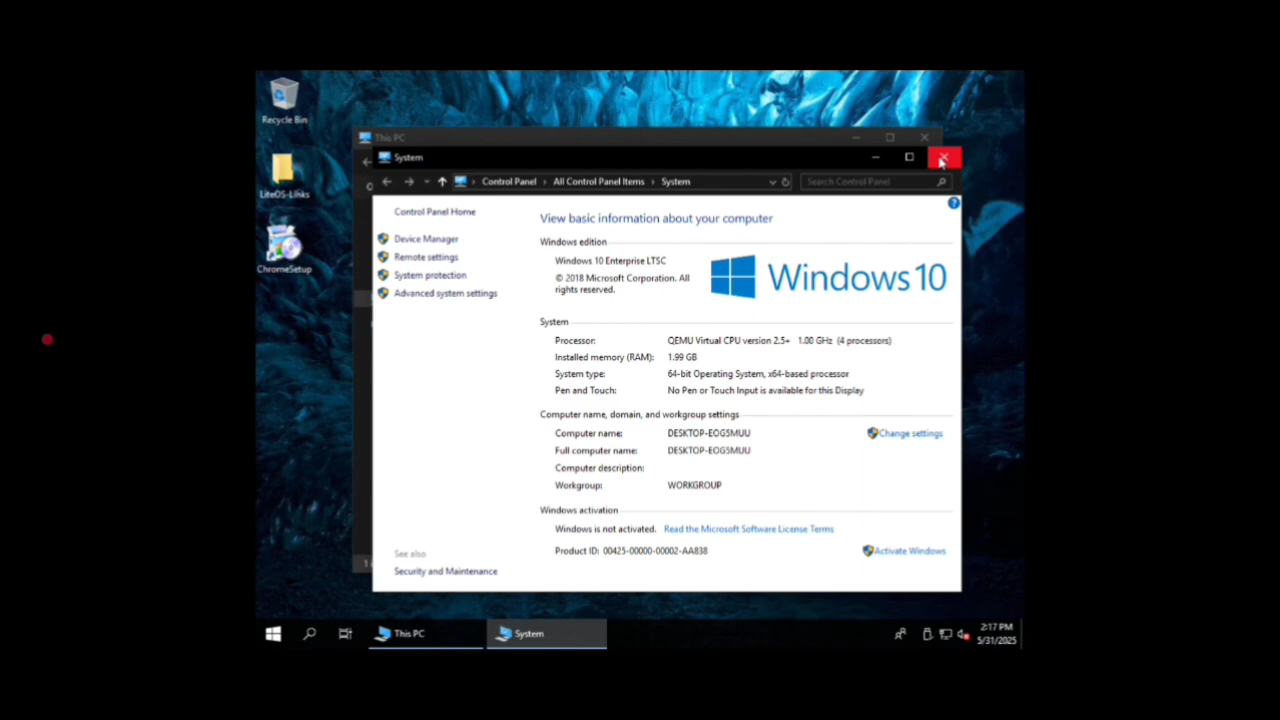 Recycle Bin
LiteOS-Llnks
ChromeSetup
This PC
System
Control Panel › All Control Panel Items › System
Search Control Panel
Control Panel Home
Device Manager
Remote settings
System protection
Advanced system settings
See also
Security and Maintenance
View basic information about your computer
Windows edition
Windows 10 Enterprise LTSC
© 2018 Microsoft Corporation. All
rights reserved.
Windows 10
System
Processor: QEMU Virtual CPU version 2.5+ 1.00 GHz (4 processors)
Installed memory (RAM): 1.99 GB
System type: 64-bit Operating System, x64-based processor
Pen and Touch: No Pen or Touch Input is available for this Display
Computer name, domain, and workgroup settings
Computer name: DESKTOP-EOG5MUU
Change settings
Full computer name: DESKTOP-EOG5MUU
Computer description:
Workgroup: WORKGROUP
Windows activation
Windows is not activated. Read the Microsoft Software License Terms
Product ID: 00425-00000-00002-AA838
Activate Windows
This PC
System
2:17 PM
5/31/2025